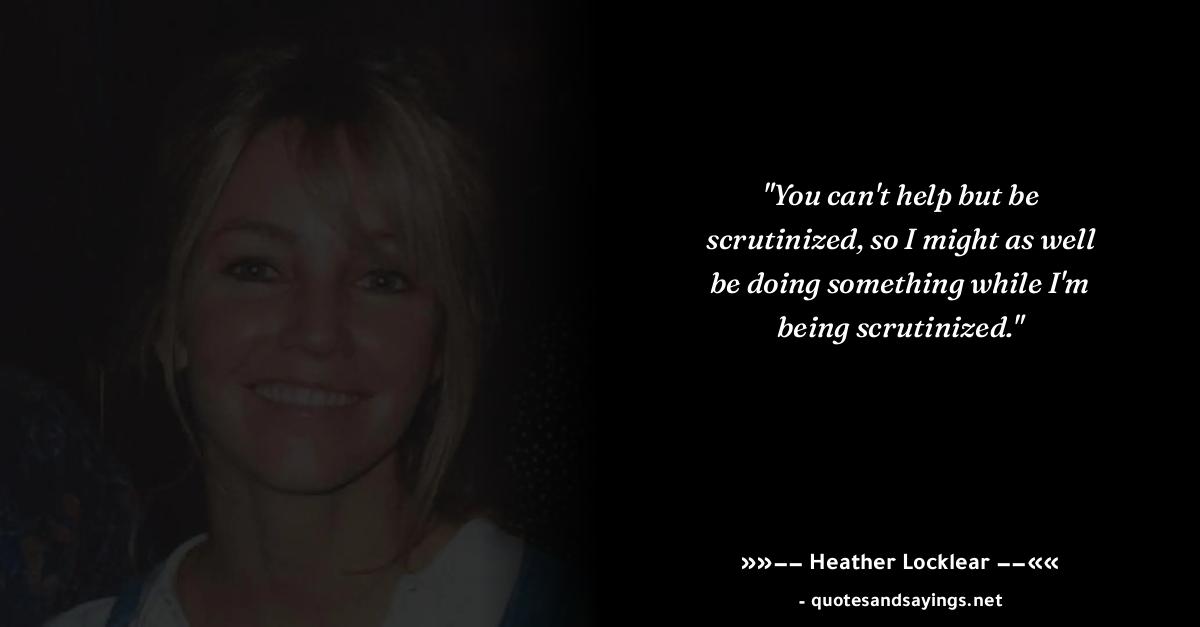 "You can't help but be
scrutinized, so I might as well
be doing something while I'm
being scrutinized."
»»–– Heather Locklear ––««
- quotesandsayings.net